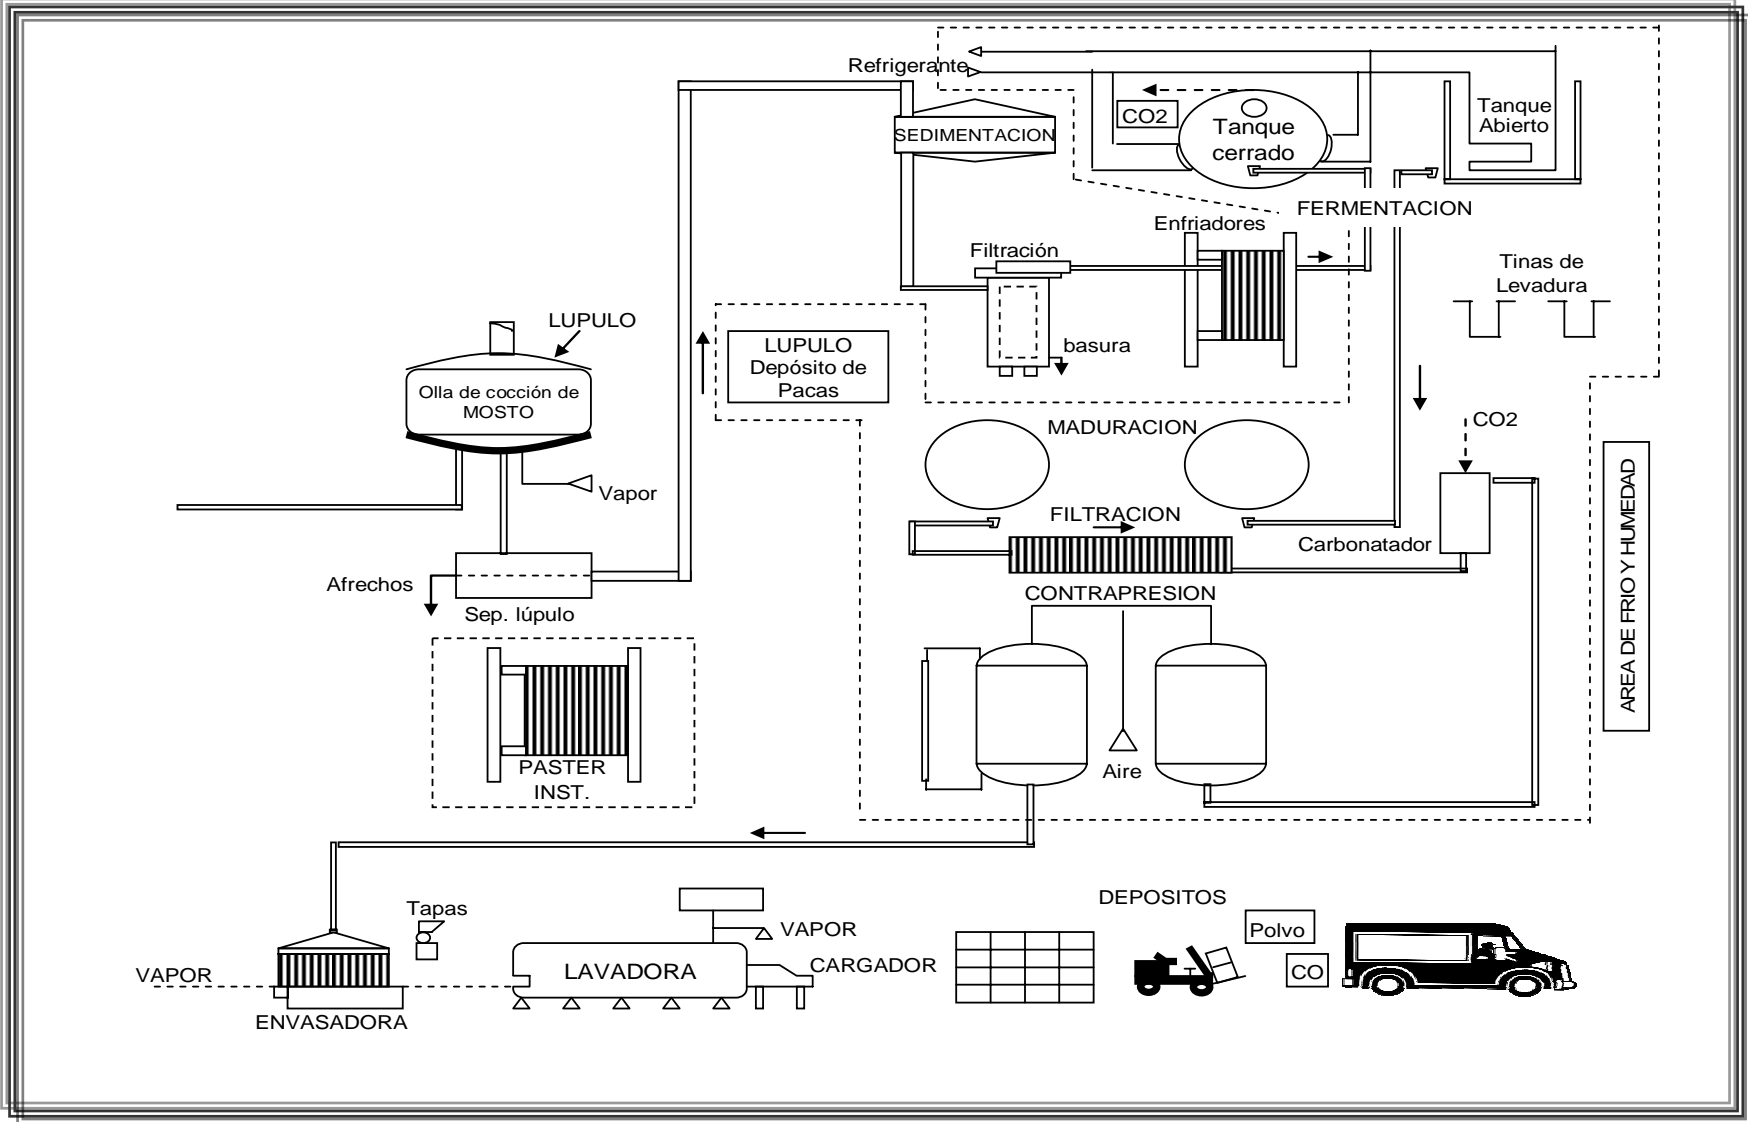 Refrigerante
CO2
Tanque
cerrado
Tanque
Abierto
SEDIMENTACION
FERMENTACION
Enfriadores
Filtración
Tinas de
Levadura
LUPULO
LUPULO
Depósito de
Pacas
basura
Olla de cocción de
MOSTO
Vapor
MADURACION
CO2
FILTRACION
Carbonatador
AREA DE FRIO Y HUMEDAD
Afrechos
Sep. lúpulo
CONTRAPRESION
PASTER
INST.
Aire
Tapas
VAPOR
ENVASADORA
LAVADORA
VAPOR
CARGADOR
DEPOSITOS
Polvo
CO